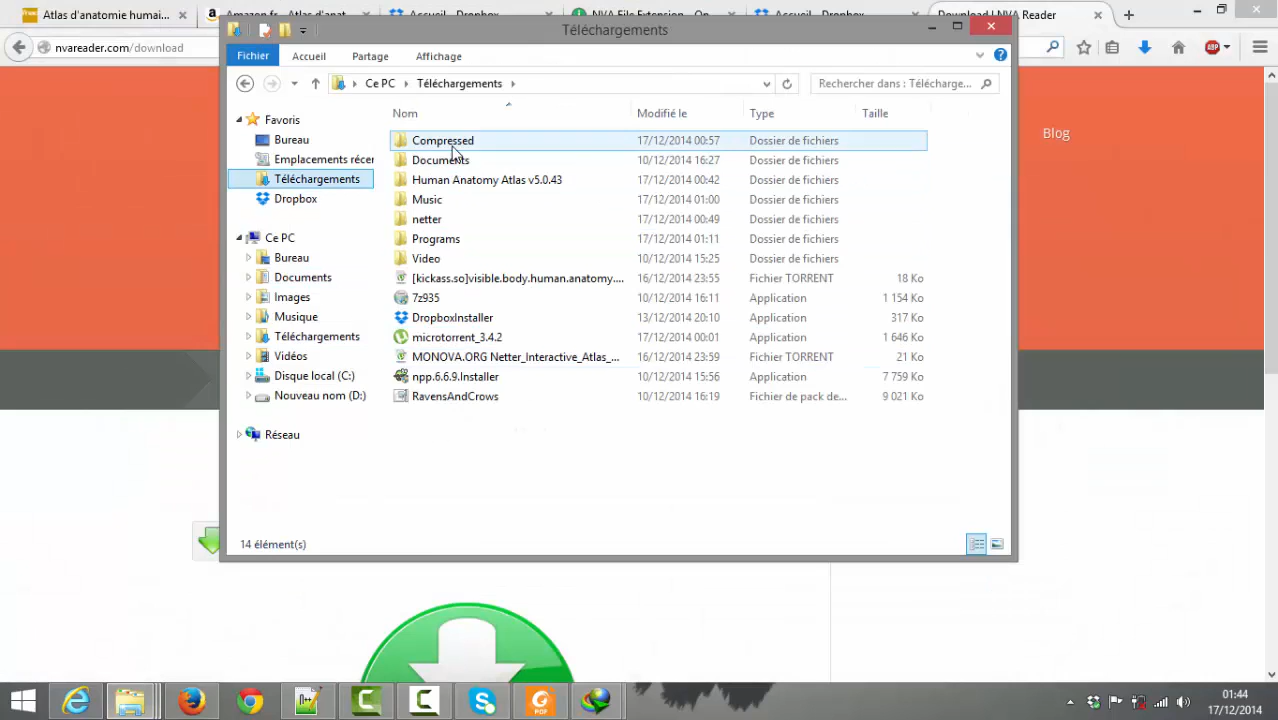 Atlas d'anatomie humai...
Amazon.fr - Atlas d'anat...
Accueil - Dropbox
NVA File Extension - Op...
Accueil - Dropbox
NVA Reader
nvareader.com/download
ABP
Blog
Téléchargements
Fichier
Accueil
Partage
Affichage
Ce PC
Téléchargements
Rechercher dans : Télécharge...
Nom
Modifié le
Type
Taille
Favoris
Bureau
Emplacements récer
Téléchargements
Dropbox
Ce PC
Bureau
Documents
Images
Musique
Téléchargements
Vidéos
Disque local (C:)
Nouveau nom (D:)
Réseau
Compressed 17/12/2014 00:57 Dossier de fichiers
Documents 10/12/2014 16:27 Dossier de fichiers
Human Anatomy Atlas v5.0.43 17/12/2014 00:42 Dossier de fichiers
Music 17/12/2014 01:00 Dossier de fichiers
netter 17/12/2014 00:49 Dossier de fichiers
Programs 17/12/2014 01:11 Dossier de fichiers
Video 10/12/2014 15:25 Dossier de fichiers
[kickass.so]visible.body.human.anatomy.... 16/12/2014 23:55 Fichier TORRENT 18 Ko
7z935 10/12/2014 16:11 Application 1 154 Ko
DropboxInstaller 13/12/2014 20:10 Application 317 Ko
microtorrent_3.4.2 17/12/2014 00:01 Application 1 646 Ko
MONOVA.ORG Netter_Interactive_Atlas_... 16/12/2014 23:59 Fichier TORRENT 21 Ko
npp.6.6.9.Installer 10/12/2014 15:56 Application 7 759 Ko
RavensAndCrows 10/12/2014 16:19 Fichier de pack de... 9 021 Ko
14 élément(s)
PDF
01:44
17/12/2014